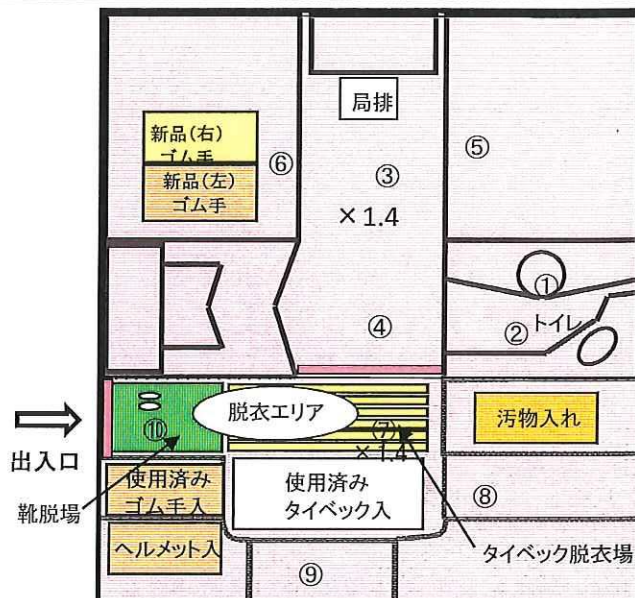 局排
新品(右)
ゴム手
新品(左)
ゴム手
⑥
③
⑤
×1.4
①
④
②
トイレ
脱衣エリア
⑩
⑦
×1.4
汚物入れ
出入口
靴脱場
使用済み
ゴム手入
使用済み
タイベック入
⑧
ヘルメット入
タイベック脱衣場
⑨